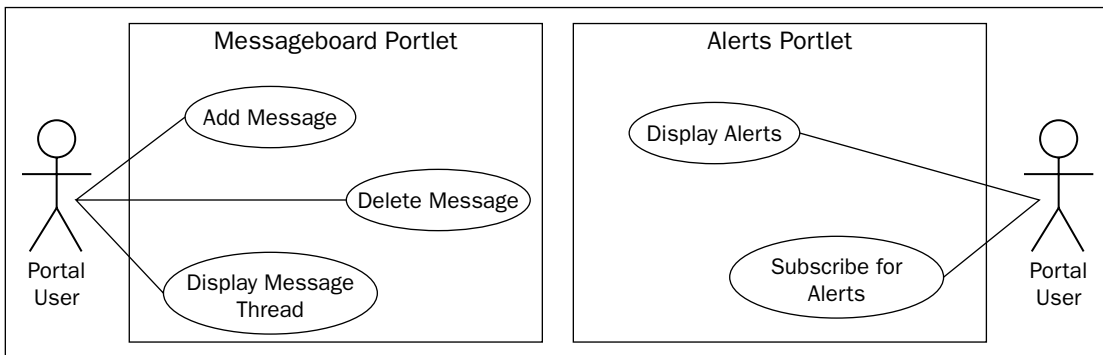 Messageboard Portlet
Add Message
Delete Message
Display Message
Thread
Portal
User
Alerts Portlet
Display Alerts
Subscribe for
Alerts
Portal
User